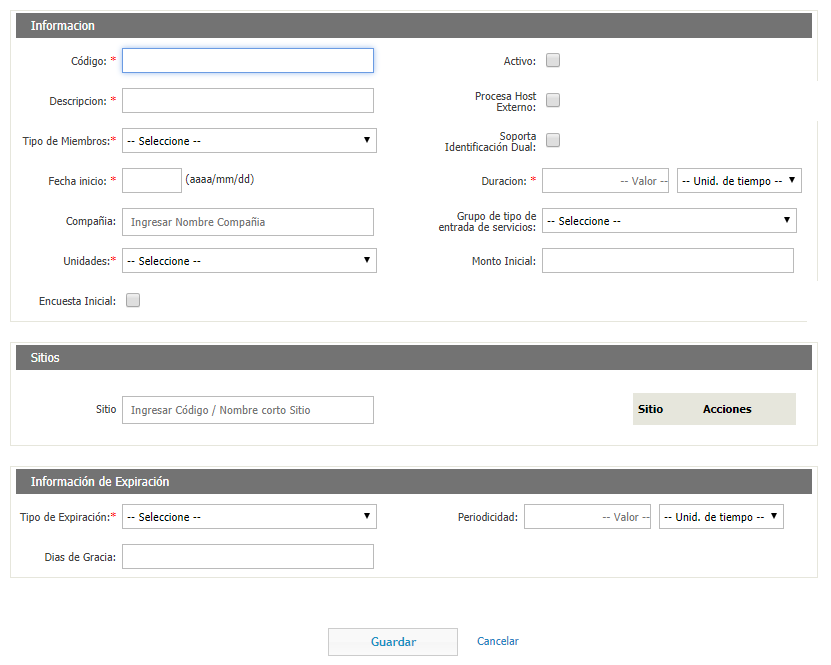 Informacion
Código: *
Activo:
Descripcion: *
Procesa Host
Externo:
Tipo de Miembros:* -- Seleccione --
Soporta
Identificación Dual:
Fecha inicio: * (aaaa/mm/dd)
Duracion: * -- Valor -- -- Unid. de tiempo --
Compañia: Ingresar Nombre Compañia
Grupo de tipo de
entrada de servicios: -- Seleccione --
Unidades:* -- Seleccione --
Monto Inicial:
Encuesta Inicial:
Sitios
Sitio Ingresar Código / Nombre corto Sitio
Sitio Acciones
Información de Expiración
Tipo de Expiración:* -- Seleccione --
Periodicidad: -- Valor -- -- Unid. de tiempo --
Dias de Gracia:
Guardar Cancelar